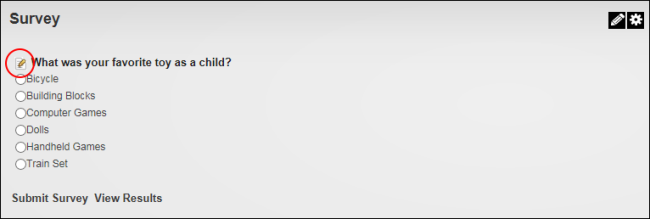 Survey
What was your favorite toy as a child?
Bicycle
Building Blocks
Computer Games
Dolls
Handheld Games
Train Set
Submit Survey View Results